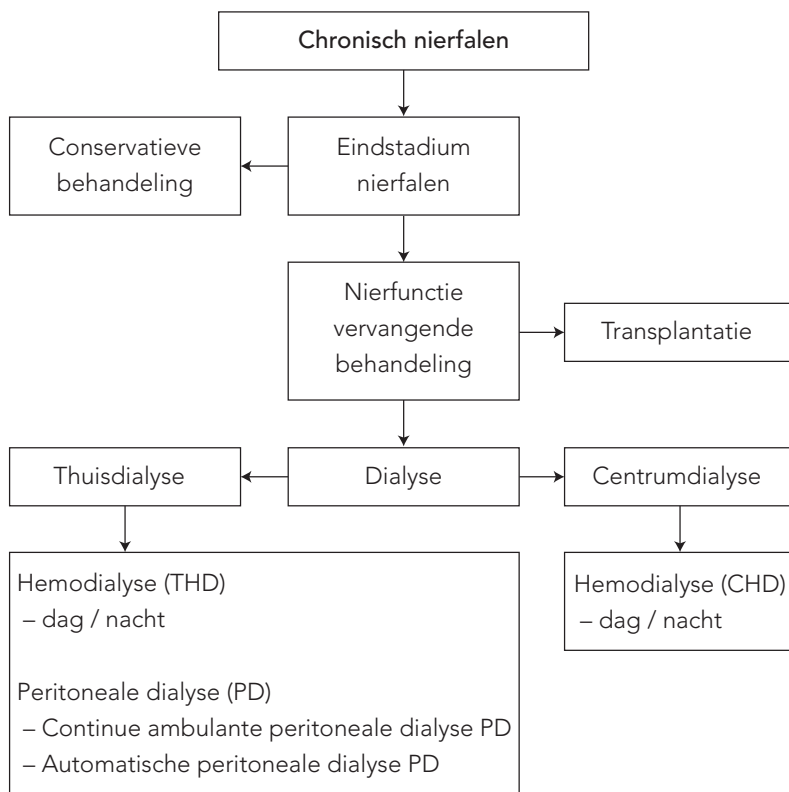 Chronisch nierfalen
Conservatieve
behandeling
Eindstadium
nierfalen
Nierfunctie
vervangende
behandeling
Transplantatie
Thuisdialyse
Dialyse
Centrumdialyse
Hemodialyse (THD)
– dag / nacht
Peritoneale dialyse (PD)
– Continue ambulante peritoneale dialyse PD
– Automatische peritoneale dialyse PD
Hemodialyse (CHD)
– dag / nacht